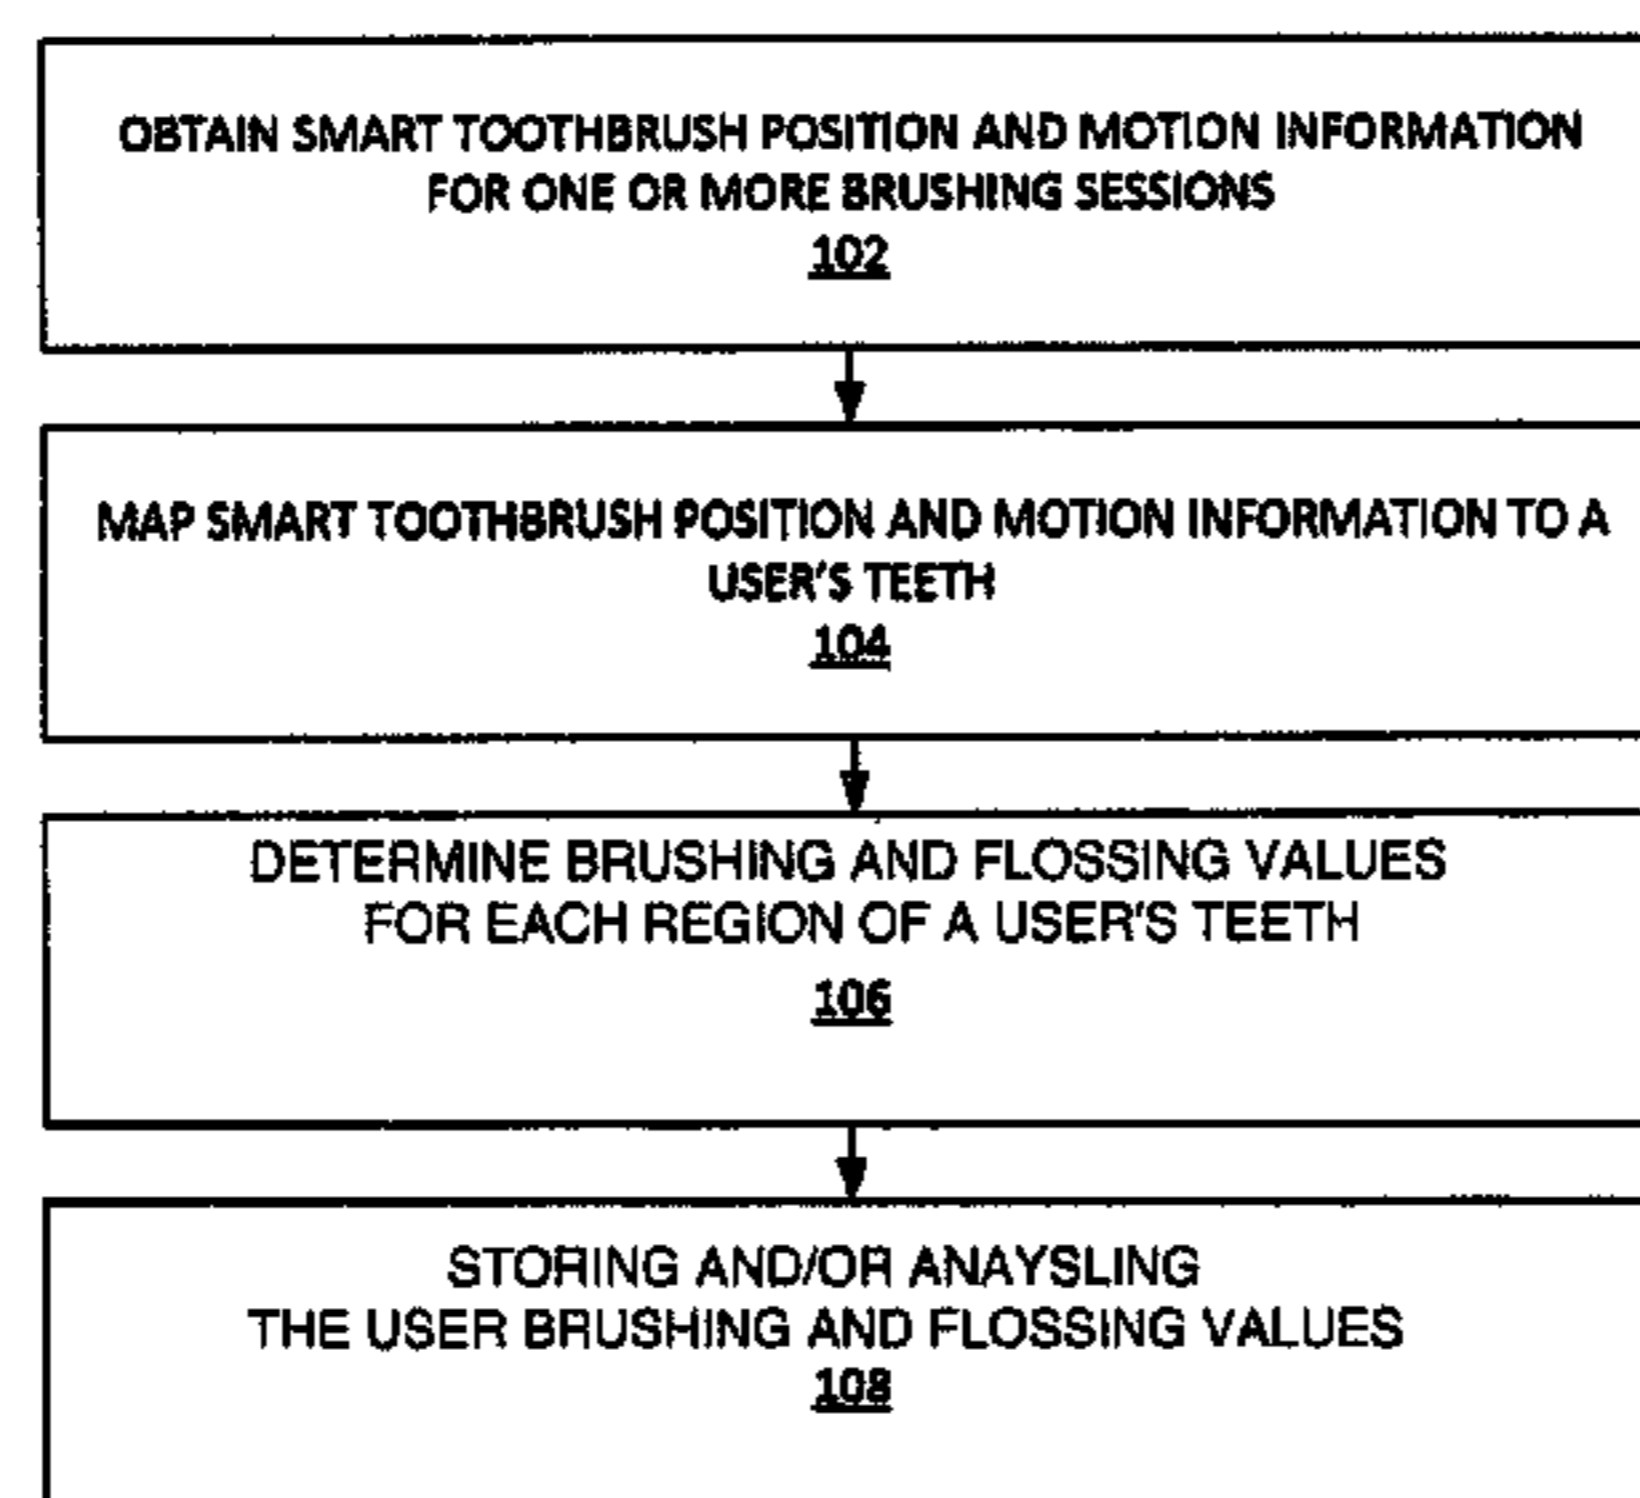 OBTAIN SMART TOOTHBRUSH POSITION AND MOTION INFORMATION
FOR ONE OR MORE BRUSHING SESSIONS
102
MAP SMART TOOTHBRUSH POSITION AND MOTION INFORMATION TO A
USER'S TEETH
104
DETERMINE BRUSHING AND FLOSSING VALUES
FOR EACH REGION OF A USER'S TEETH
106
STORING AND/OR ANAYSLING
THE USER BRUSHING AND FLOSSING VALUES
108